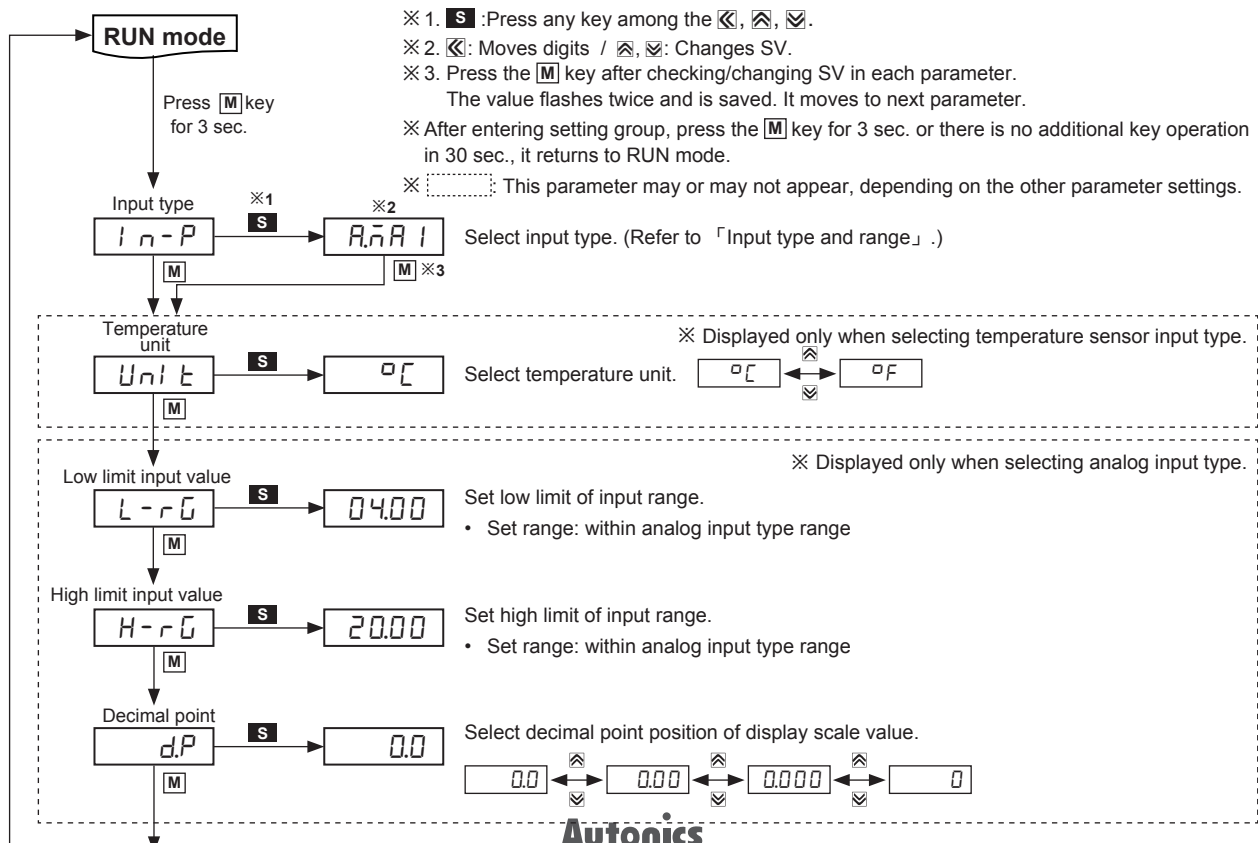 RUN mode
Press M key
for 3 sec.
※ 1. S :Press any key among the ≪, ︽, ︾.
※ 2. ≪: Moves digits / ︽, ︾: Changes SV.
※ 3. Press the M key after checking/changing SV in each parameter.
The value flashes twice and is saved. It moves to next parameter.
※ After entering setting group, press the M key for 3 sec. or there is no additional key operation
in 30 sec., it returns to RUN mode.
※ : This parameter may or may not appear, depending on the other parameter settings.
Input type
※1
※2
In-P
S
A.mA1
Select input type. (Refer to 「Input type and range」.)
M
M ※3
Temperature
unit
※ Displayed only when selecting temperature sensor input type.
UnIt
S
°C
Select temperature unit.
°C
︽
︾
°F
M
※ Displayed only when selecting analog input type.
Low limit input value
L-rG
S
04.00
Set low limit of input range.
• Set range: within analog input type range
M
High limit input value
H-rG
S
20.00
Set high limit of input range.
• Set range: within analog input type range
M
Decimal point
d.P
S
0.0
Select decimal point position of display scale value.
0.0
︽
︾
0.00
︽
︾
0.000
︽
︾
0
M
Autonics